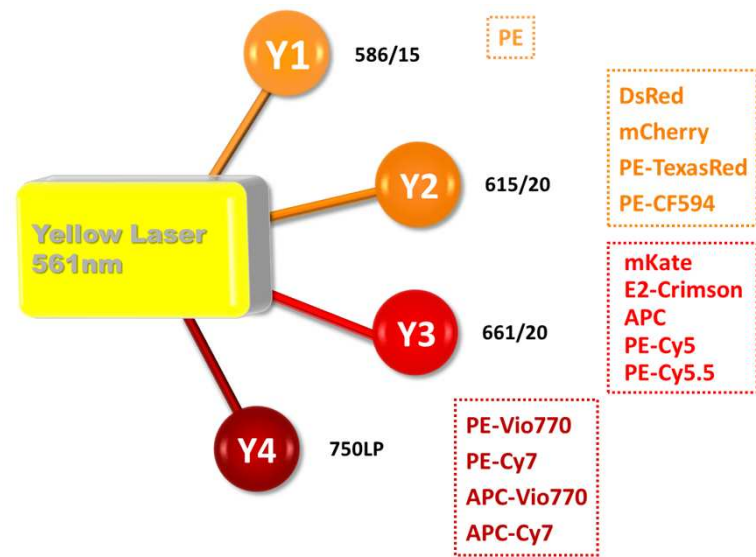 Y1
586/15
PE
DsRed
mCherry
PE-TexasRed
PE-CF594
Y2
615/20
Yellow Laser
561nm
mKate
E2-Crimson
APC
PE-Cy5
PE-Cy5.5
Y3
661/20
Y4
750LP
PE-Vio770
PE-Cy7
APC-Vio770
APC-Cy7